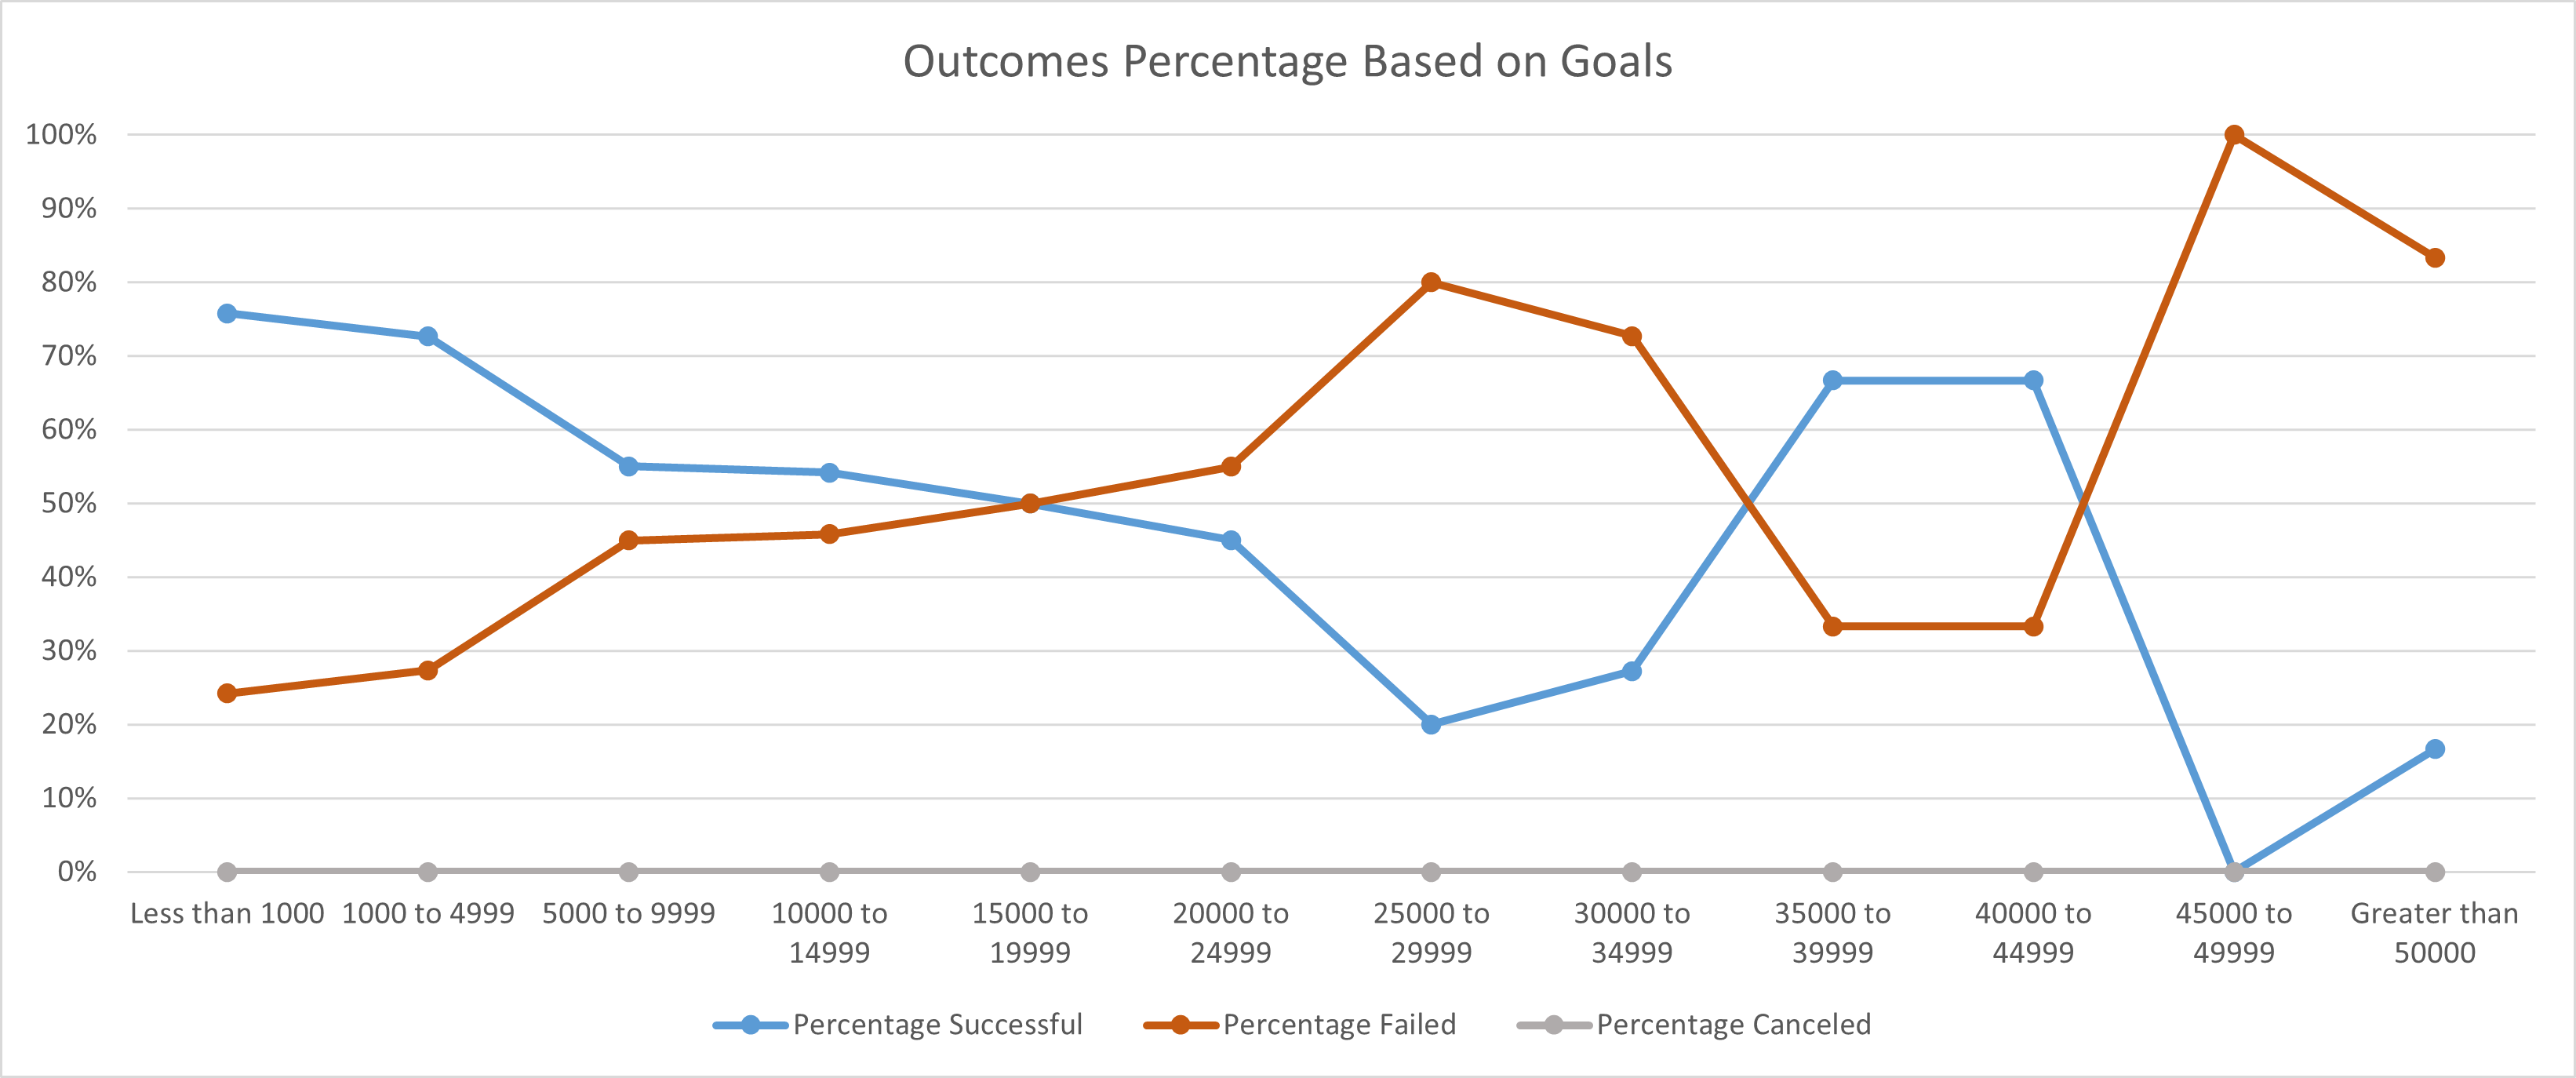 Outcomes Percentage Based on Goals
100%
90%
80%
70%
60%
50%
40%
30%
20%
10%
0%
Less than 1000
1000 to 4999
5000 to 9999
10000 to
14999
15000 to
19999
20000 to
24999
25000 to
29999
30000 to
34999
35000 to
39999
40000 to
44999
45000 to
49999
Greater than
50000
Percentage Successful
Percentage Failed
Percentage Canceled